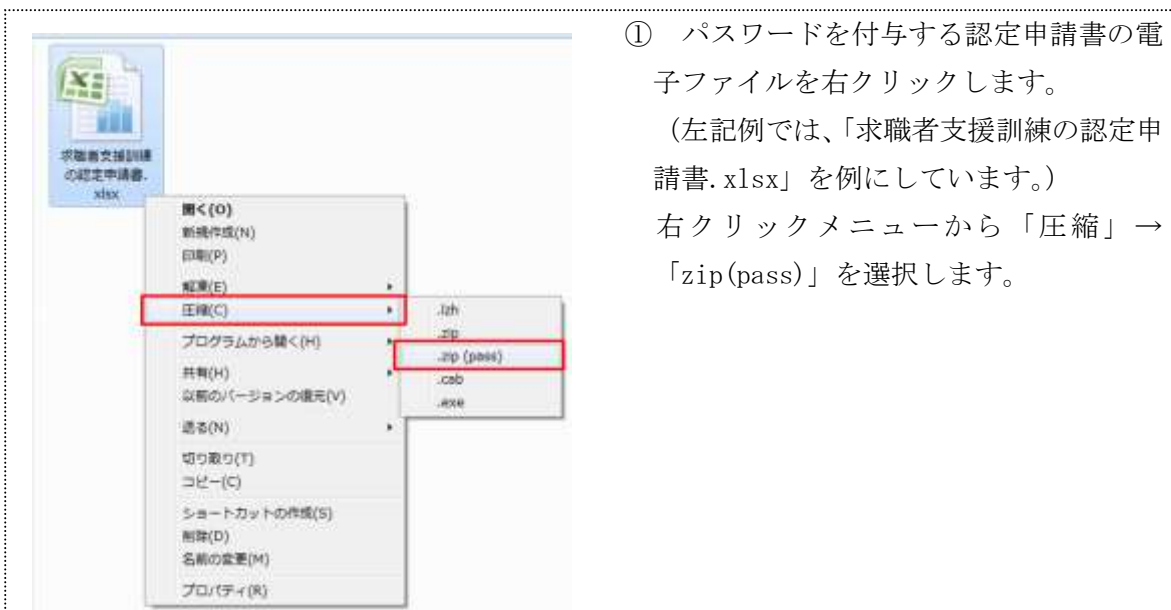 ① パスワードを付与する認定申請書の電
子ファイルを右クリックします。
(左記例では、「求職者支援訓練の認定申
請書.xlsx」を例にしています。)
右クリックメニューから「圧縮」→
「zip(pass)」を選択します。
求職者支援訓練
の認定申請書.
xlsx
開く(O)
新規作成(N)
印刷(P)
解凍(E)
圧縮(C)
プログラムから開く(H)
共有(H)
以前のバージョンの復元(V)
送る(N)
切り取り(T)
コピー(C)
ショートカットの作成(S)
削除(D)
名前の変更(M)
プロパティ(R)
.lzh
.zip
.zip (pass)
.cab
.exe